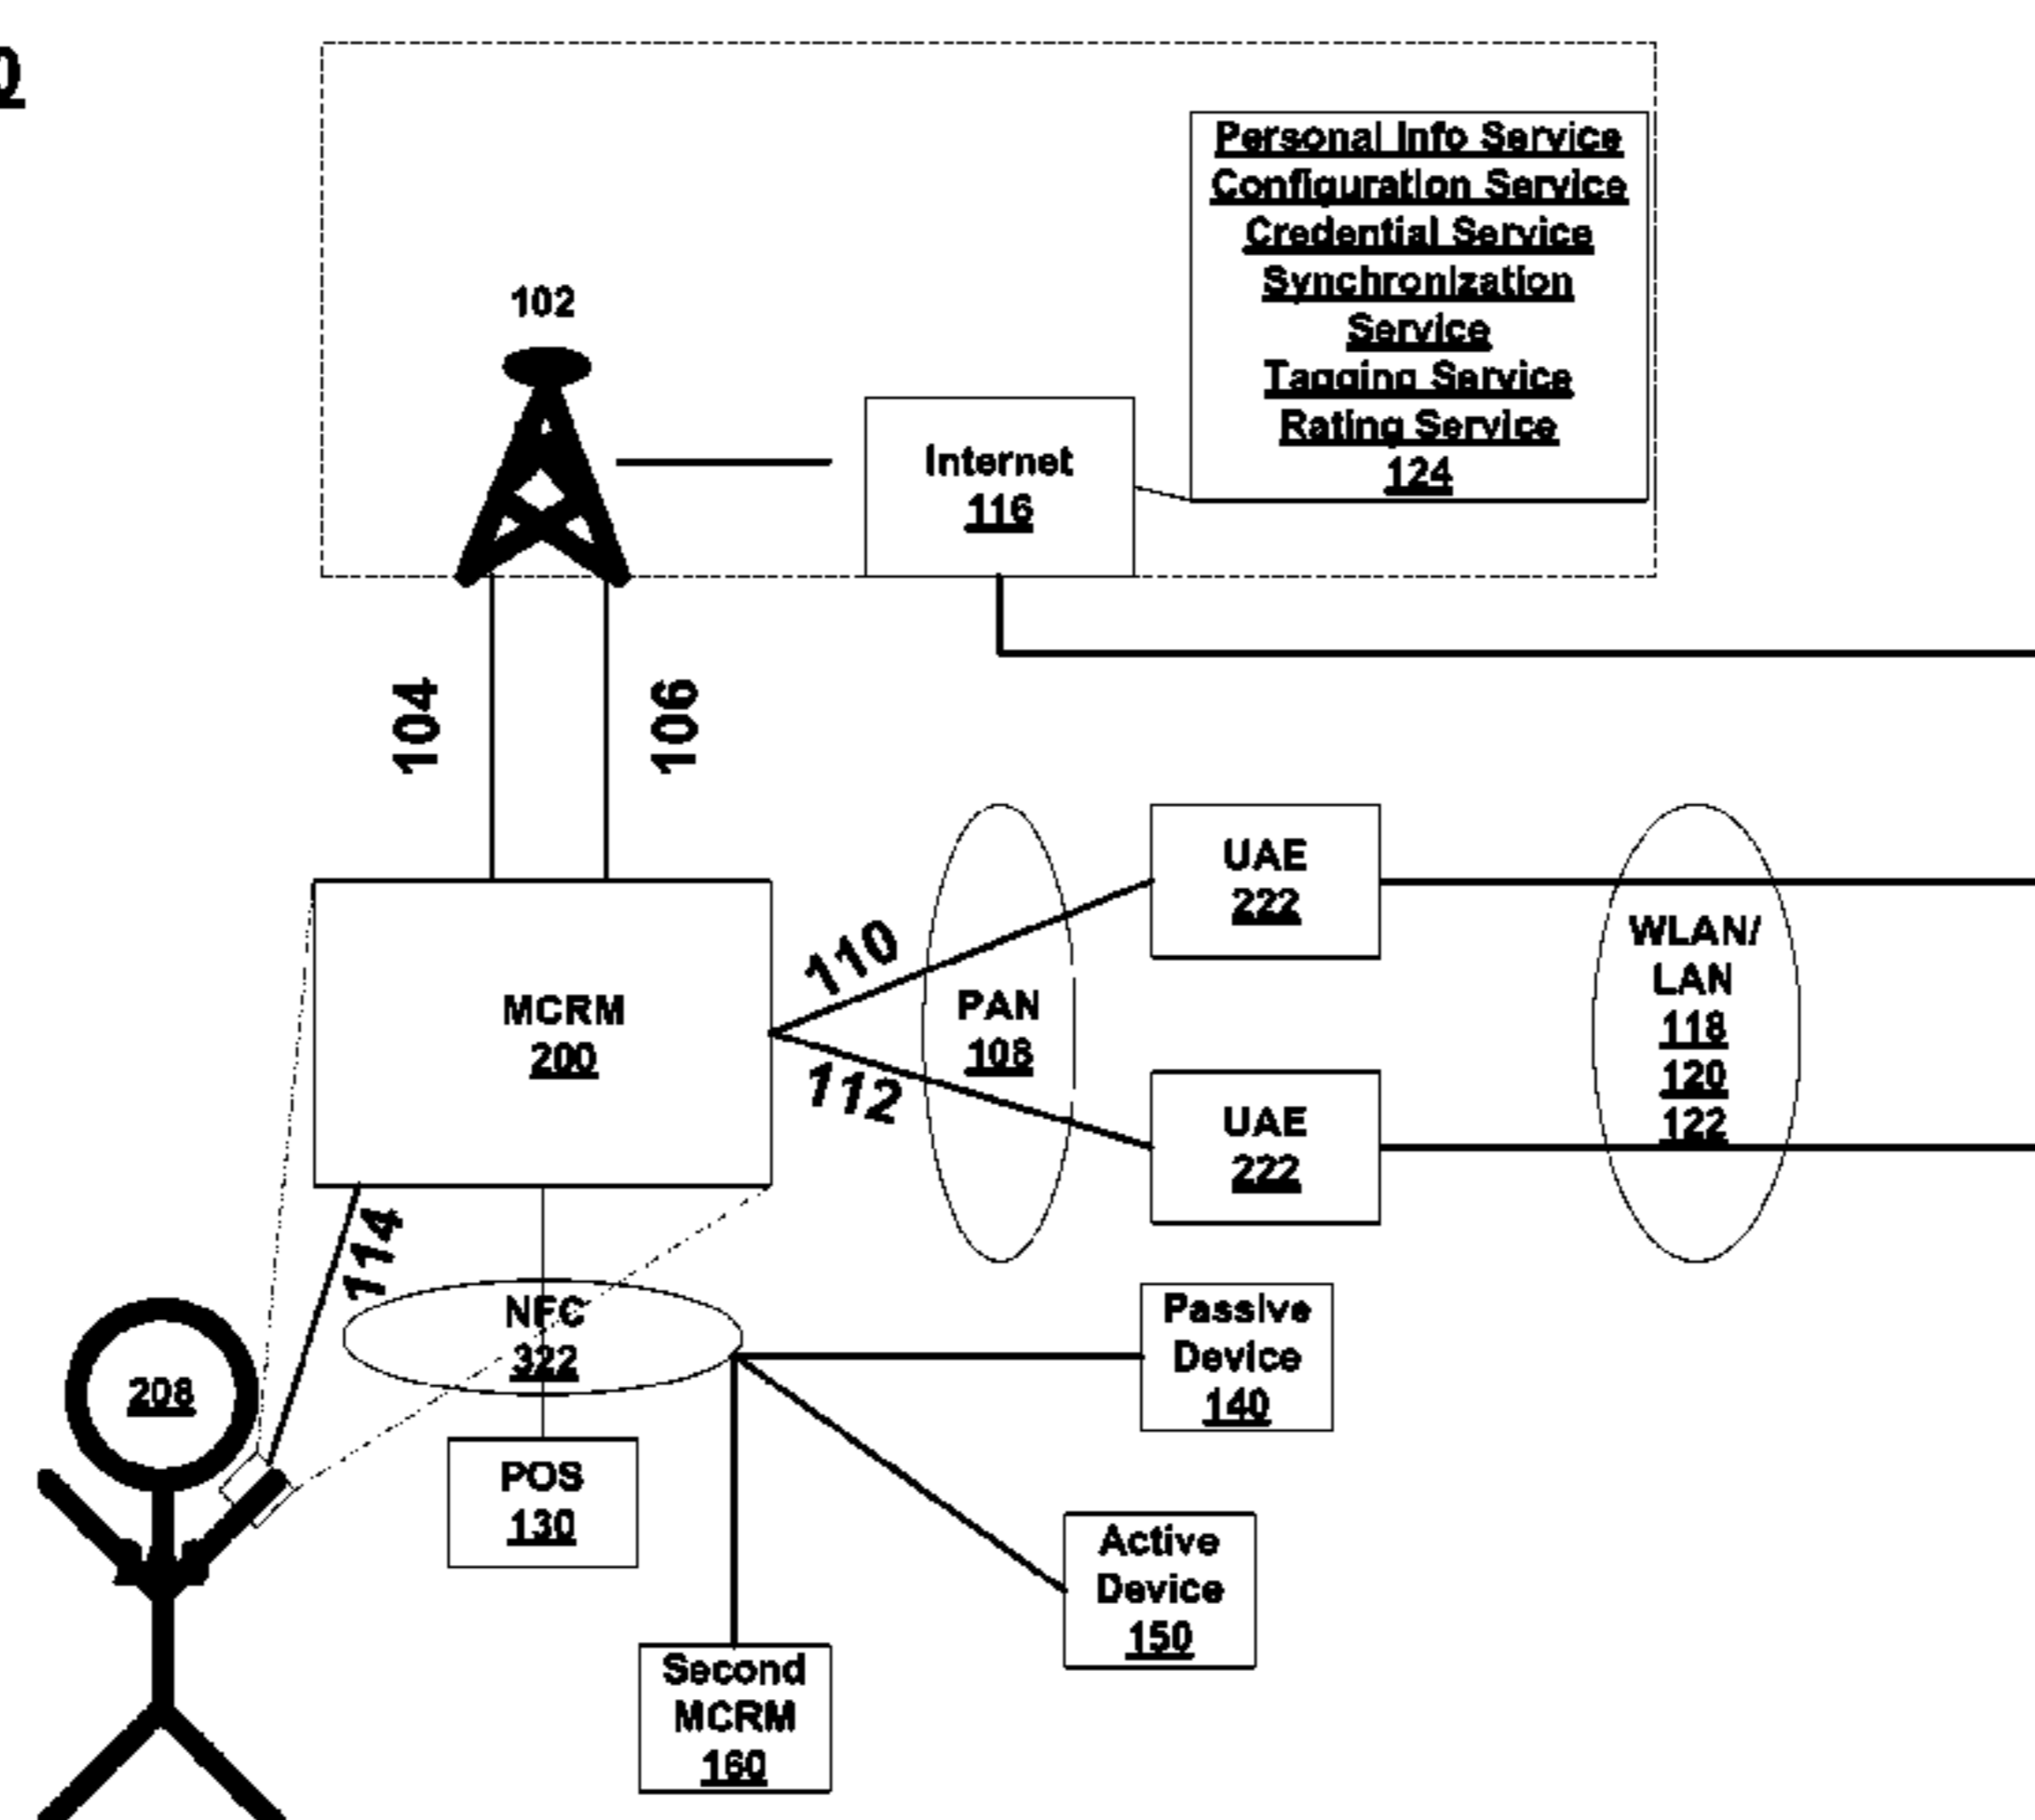 Personal Info Service
Configuration Service
Credential Service
Synchronization
Service
Tagging Service
Rating Service
124
102
Internet
116
104
106
UAE
222
110
WLAN/
LAN
118
120
122
MCRM
200
PAN
108
112
UAE
222
114
NFC
322
Passive
Device
140
208
POS
130
Active
Device
150
Second
MCRM
160